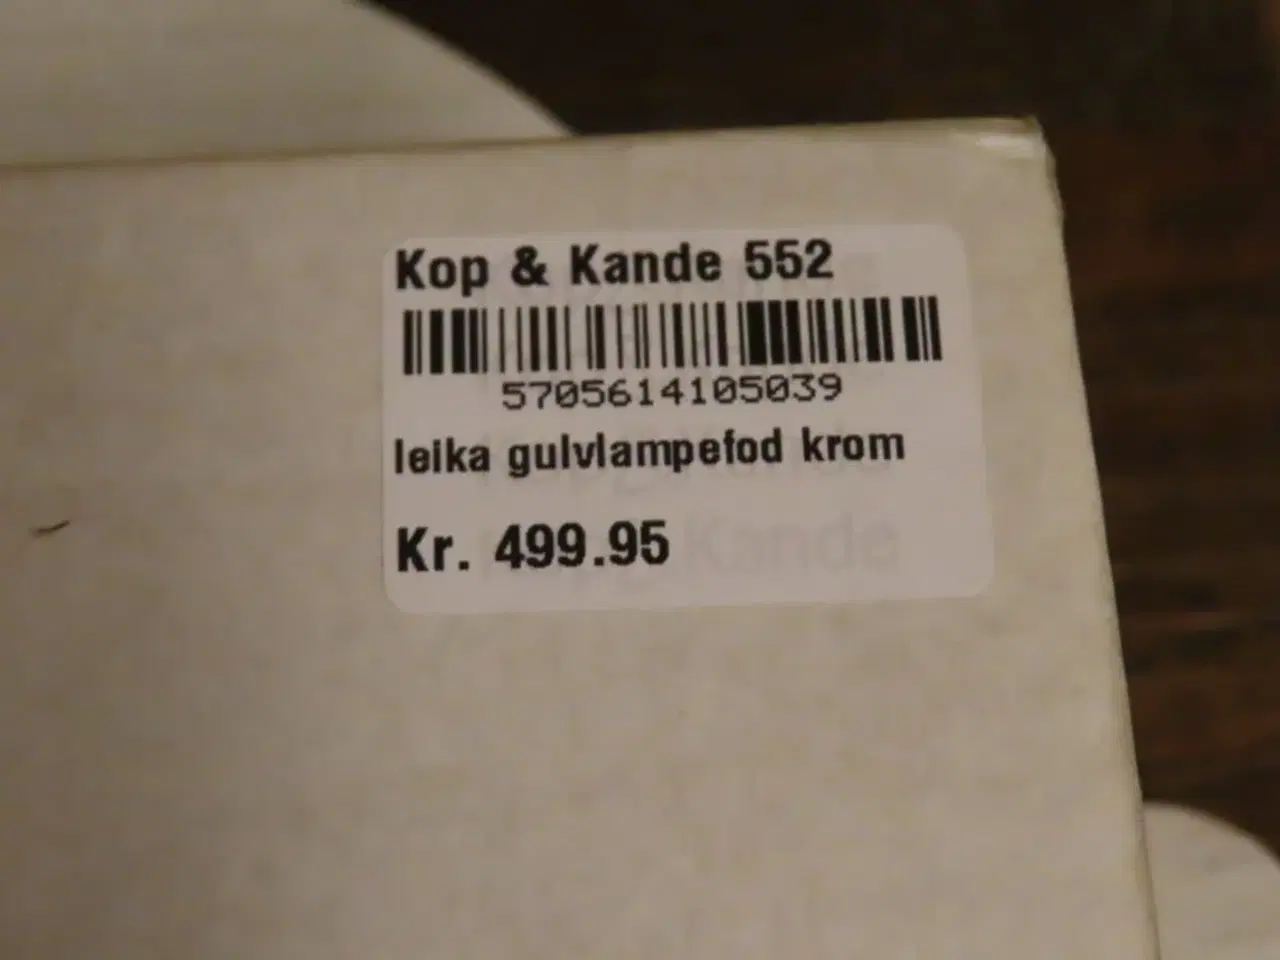 Kop & Kande 552
5705614105039
leika gulvlampefod krom
Kr. 499.95